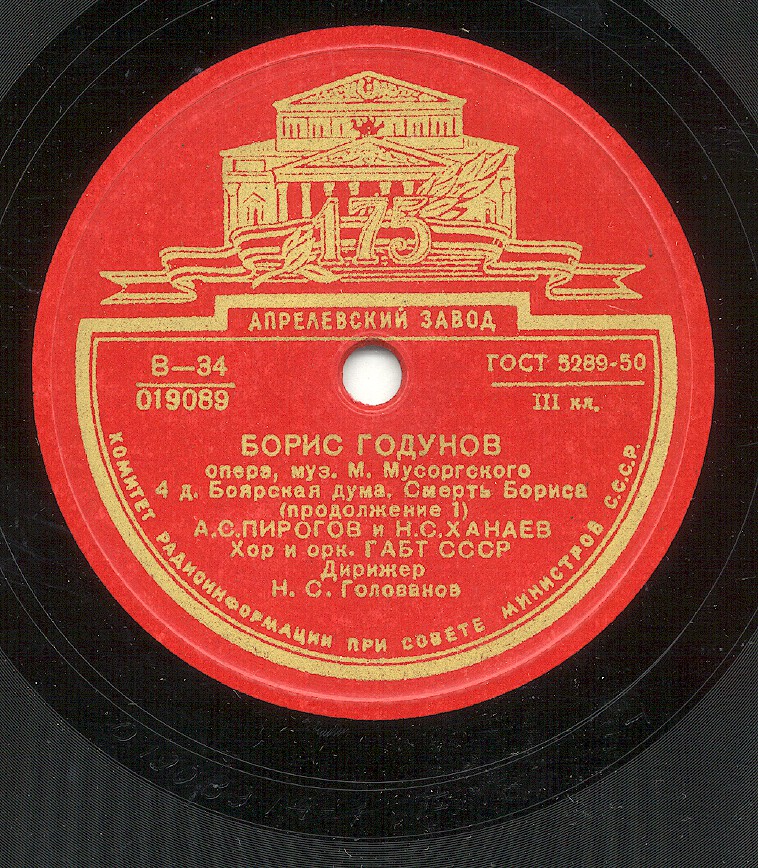 175
АПРЕЛЕВСКИЙ ЗАВОД
В—34
019089
ГОСТ 5289-50
III кл.
БОРИС ГОДУНОВ
опера, муз. М. Мусоргского
4 д. Боярская дума. Смерть Бориса
(продолжение 1)
А.С.ПИРОГОВ и Н.С.ХАНАЕВ
Хор и орк. ГАБТ СССР
Дирижер
Н. С. Голованов
КОМИТЕТ РАДИОИНФОРМАЦИИ ПРИ СОВЕТЕ МИНИСТРОВ С.С.С.Р.